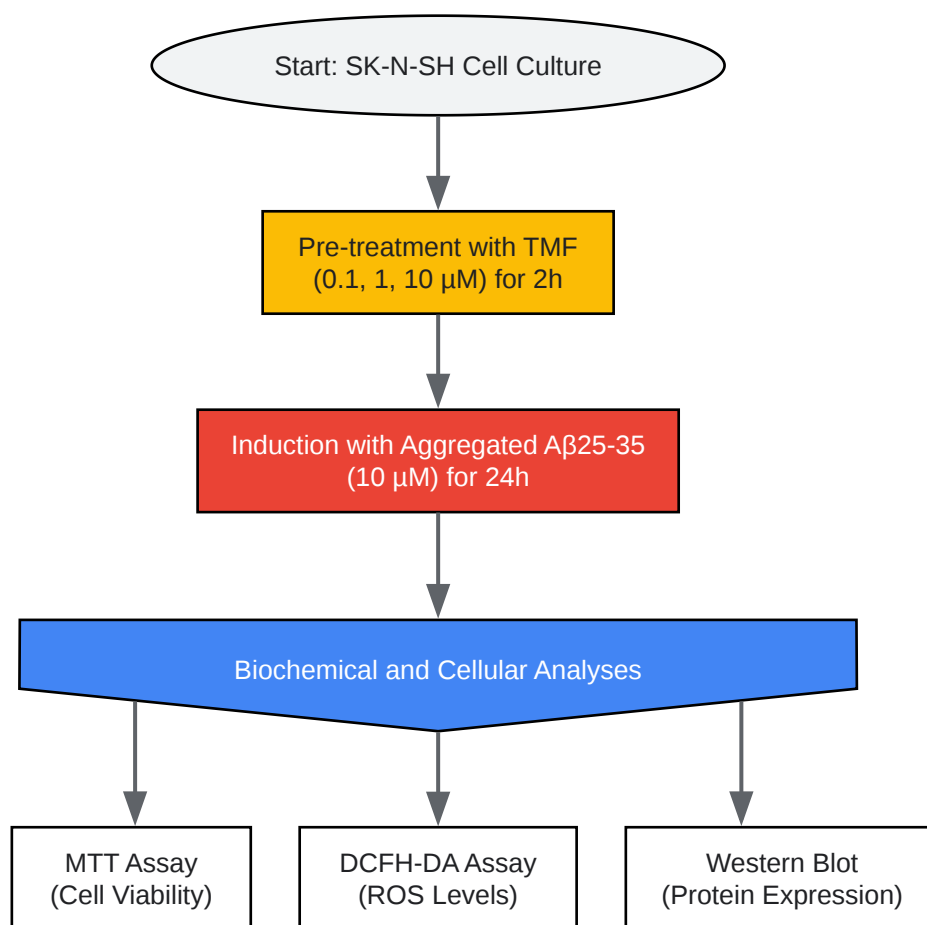 Start: SK-N-SH Cell Culture
Pre-treatment with TMF
(0.1, 1, 10 µM) for 2h
Induction with Aggregated Aβ25-35
(10 µM) for 24h
Biochemical and Cellular Analyses
MTT Assay
(Cell Viability)
DCFH-DA Assay
(ROS Levels)
Western Blot
(Protein Expression)